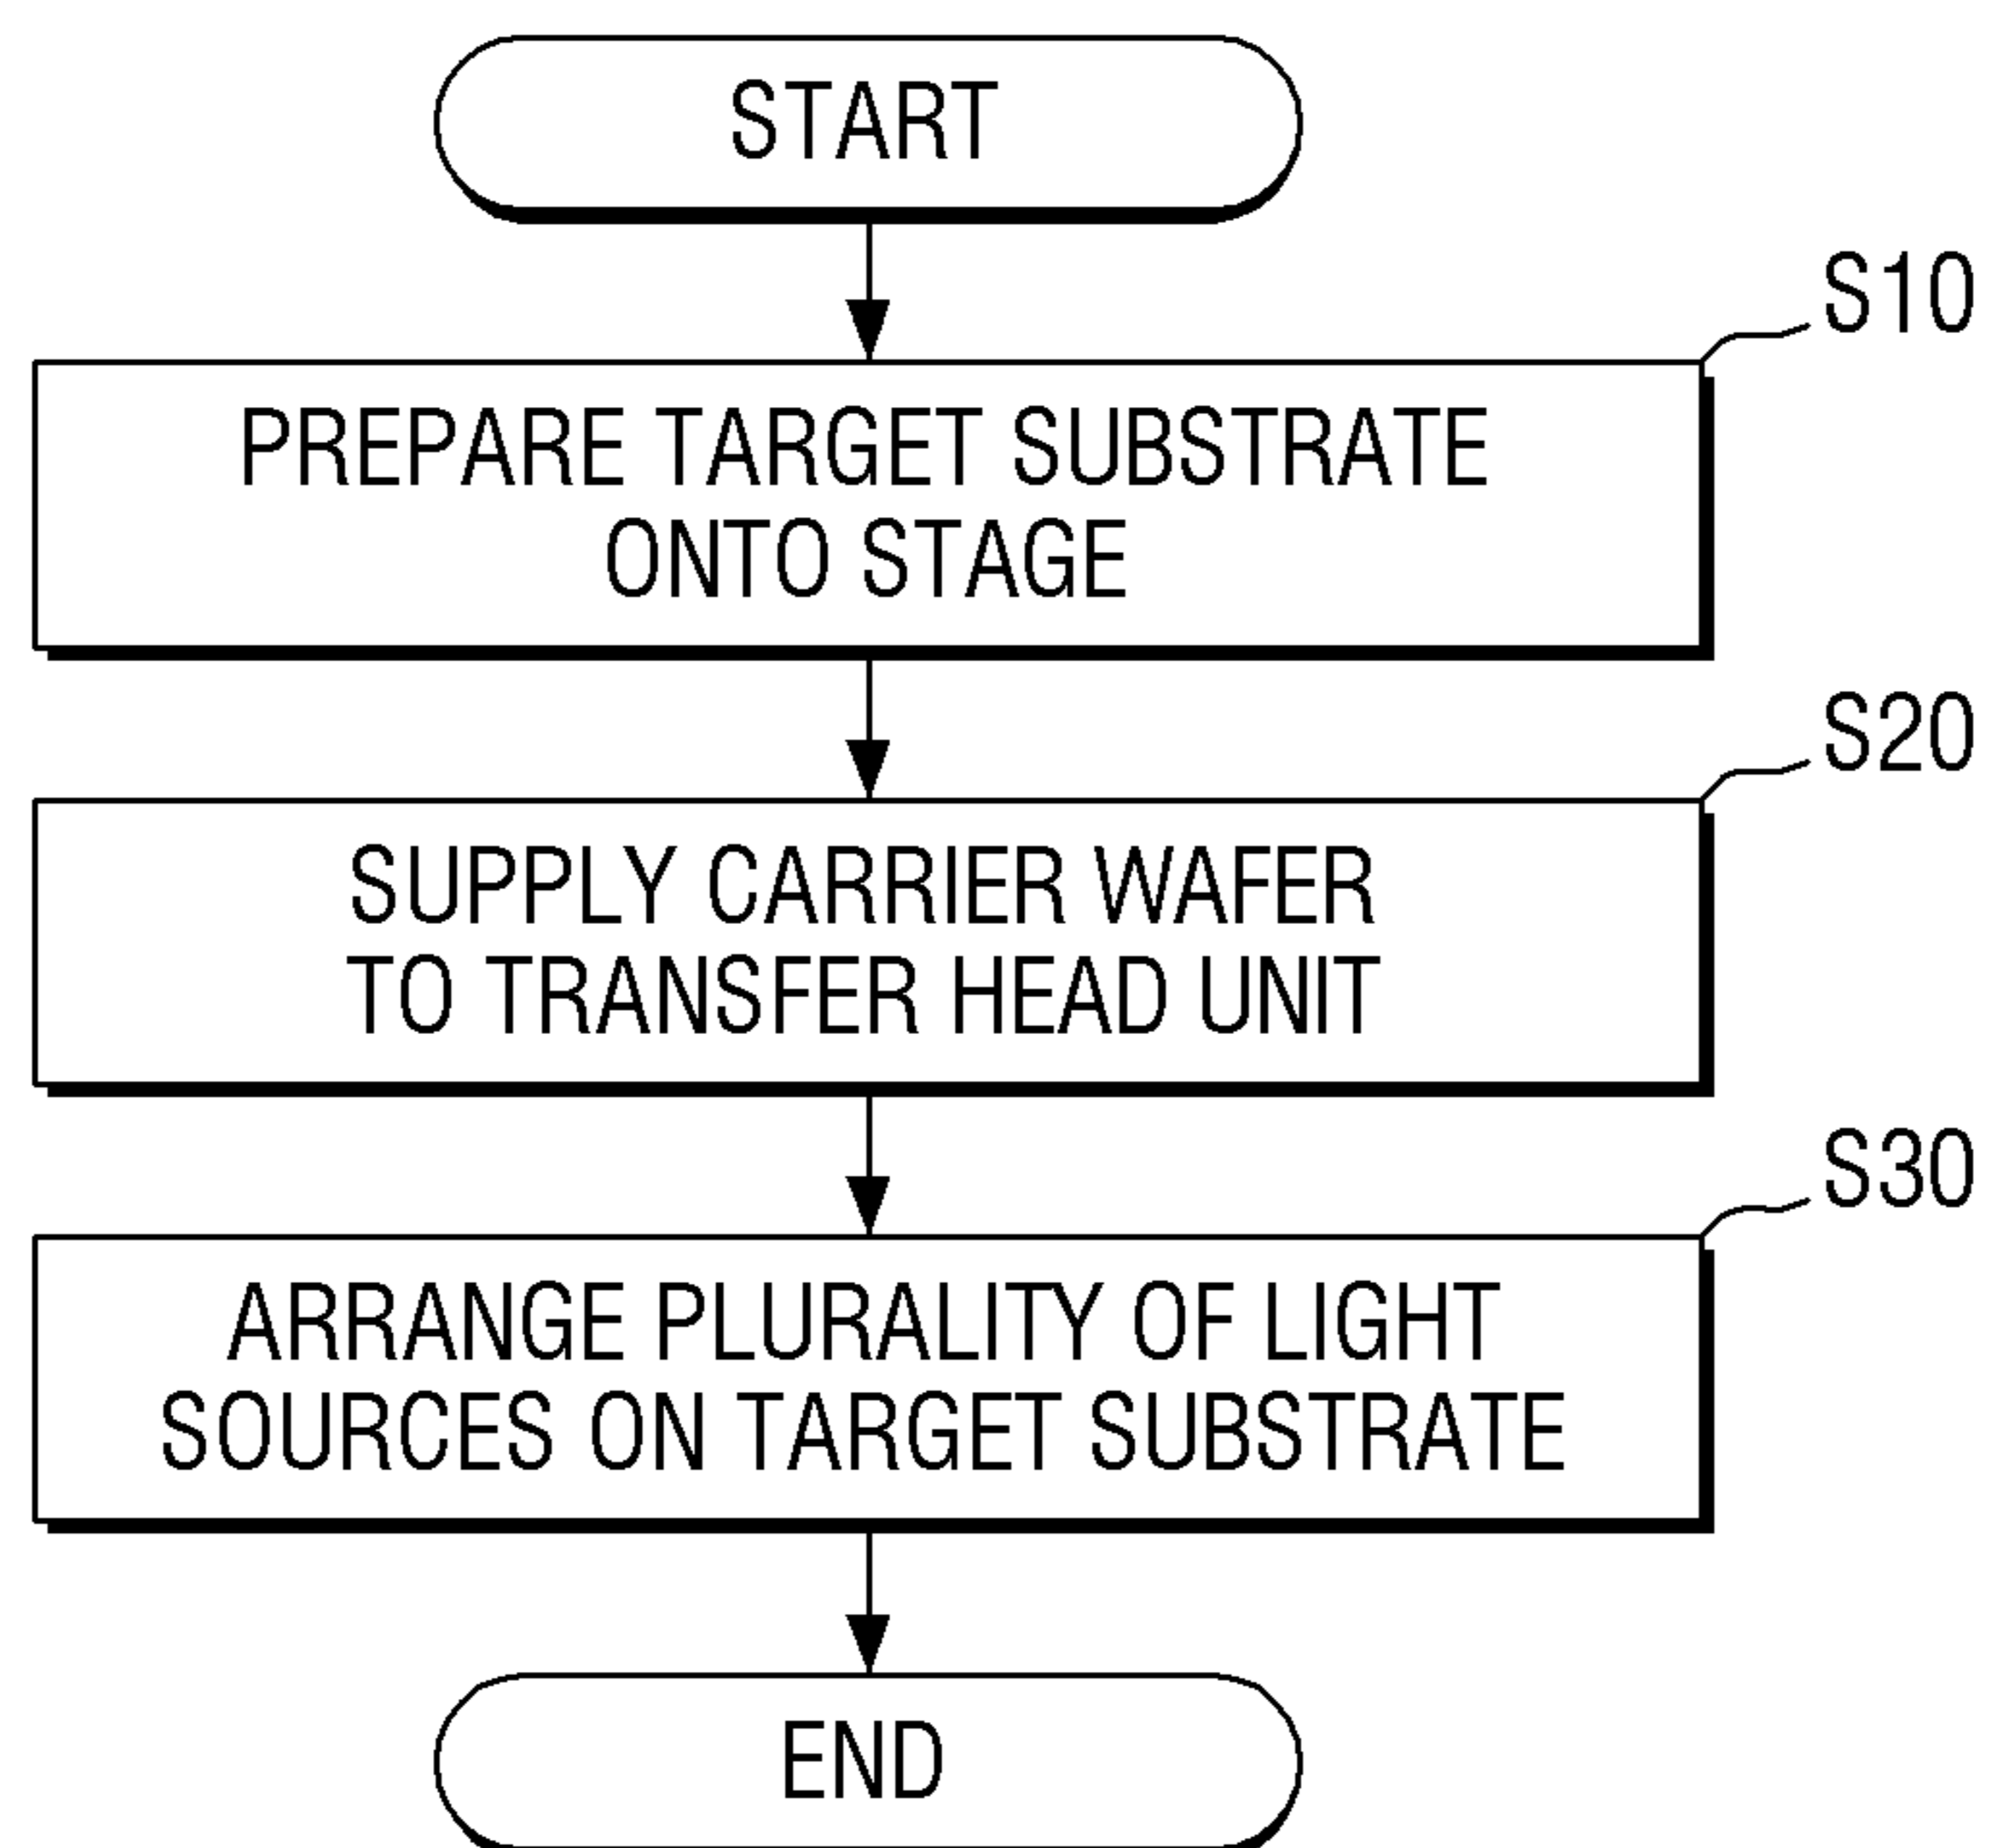 START
S10
PREPARE TARGET SUBSTRATE
ONTO STAGE
S20
SUPPLY CARRIER WAFER
TO TRANSFER HEAD UNIT
S30
ARRANGE PLURALITY OF LIGHT
SOURCES ON TARGET SUBSTRATE
END